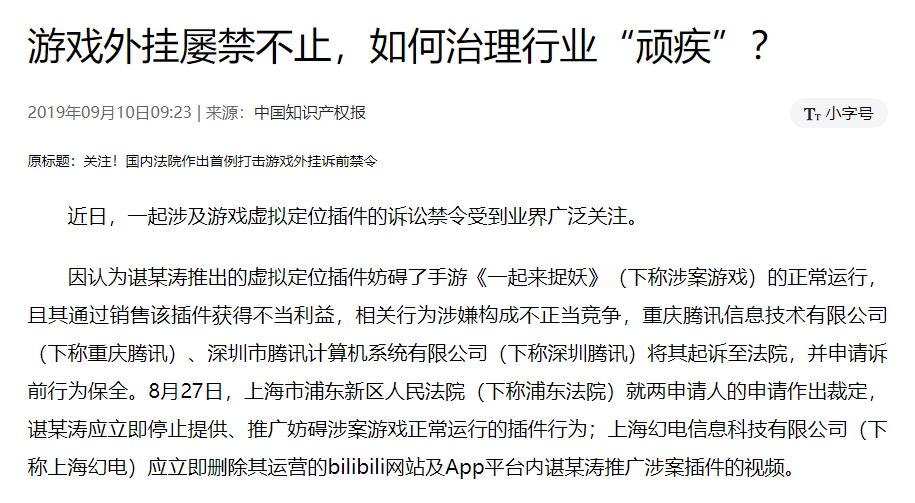 游戏外挂屡禁不止，如何治理行业“顽疾”？
2019年09月10日09:23 | 来源：中国知识产权报
TT 小字号
原标题：关注！国内法院作出首例打击游戏外挂诉前禁令
近日，一起涉及游戏虚拟定位插件的诉讼禁令受到业界广泛关注。
因认为谌某涛推出的虚拟定位插件妨碍了手游《一起来捉妖》（下称涉案游戏）的正常运行，
且其通过销售该插件获得不当利益，相关行为涉嫌构成不正当竞争，重庆腾讯信息技术有限公司
（下称重庆腾讯）、深圳市腾讯计算机系统有限公司（下称深圳腾讯）将其起诉至法院，并申请诉
前行为保全。8月27日，上海市浦东新区人民法院（下称浦东法院）就两申请人的申请作出裁定，
谌某涛应立即停止提供、推广妨碍涉案游戏正常运行的插件行为；上海幻电信息科技有限公司（下
称上海幻电）应立即删除其运营的bilibili网站及App平台内谌某涛推广涉案插件的视频。